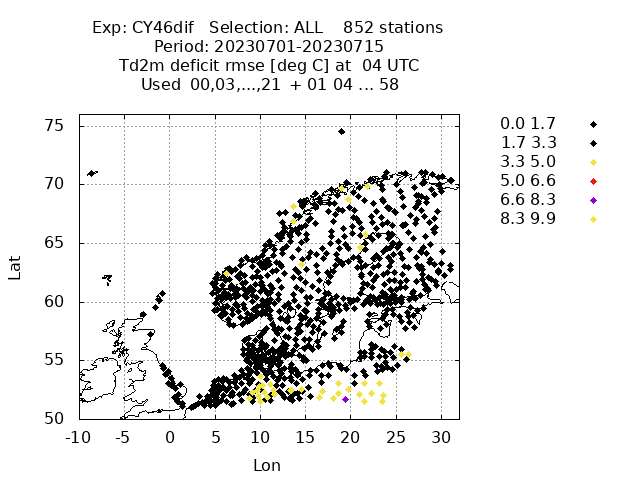 Exp: CY46dif   Selection: ALL    852 stations
Period: 20230701-20230715
Td2m deficit rmse [deg C] at  04 UTC
Used  00,03,...,21  + 01 04 ... 58
75
70
65
60
55
50
Lat
-10 -5 0 5 10 15 20 25 30
Lon
0.0 1.7
1.7 3.3
3.3 5.0
5.0 6.6
6.6 8.3
8.3 9.9